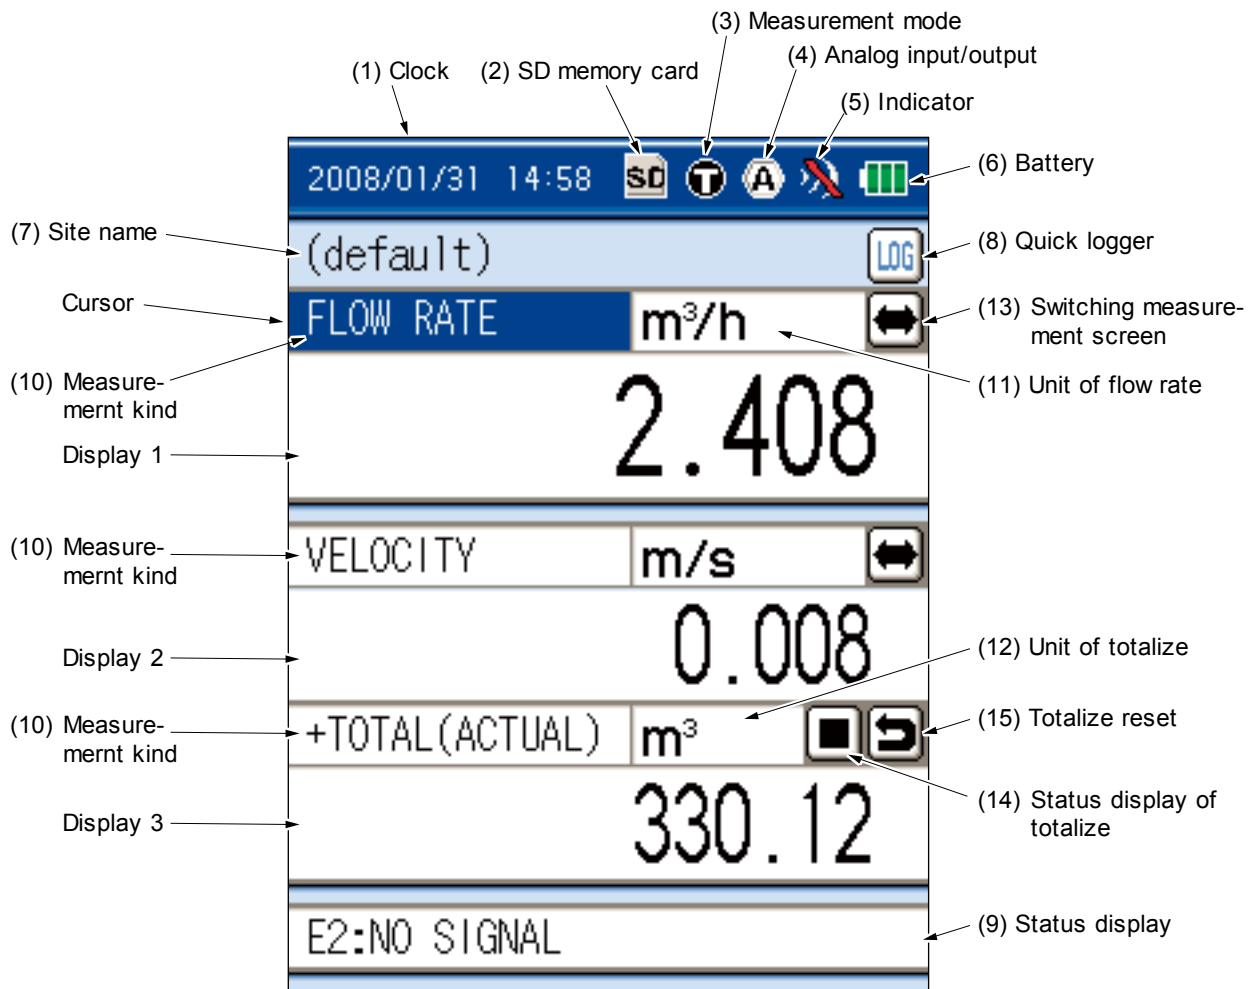 (3) Measurement mode
(4) Analog input/output
(1) Clock
(2) SD memory card
(5) Indicator
2008/01/31 14:58
SD
T
A
(6) Battery
(7) Site name
(default)
LOG
(8) Quick logger
Cursor
FLOW RATE
m³/h
(13) Switching measure-
ment screen
(10) Measure-
mernt kind
(11) Unit of flow rate
2.408
Display 1
(10) Measure-
mernt kind
VELOCITY
m/s
0.008
Display 2
(12) Unit of totalize
(10) Measure-
mernt kind
+TOTAL(ACTUAL)
m³
(15) Totalize reset
(14) Status display of
totalize
Display 3
330.12
E2:NO SIGNAL
(9) Status display